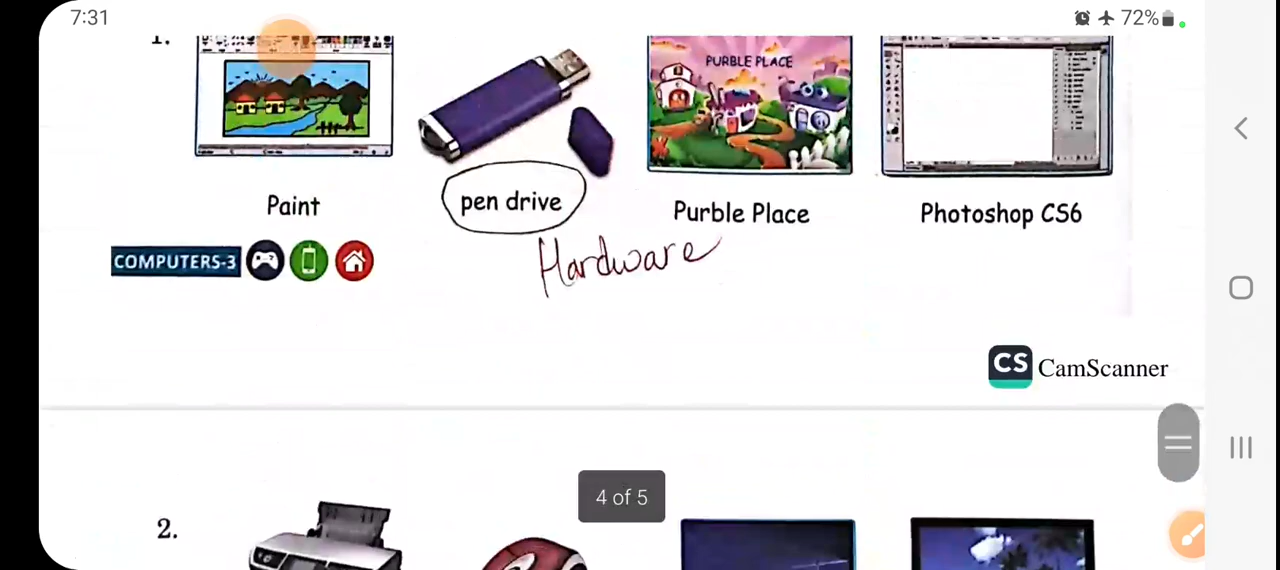 7:31
72%
1.
PURBLE PLACE
Paint
pen drive
Purble Place
Photoshop CS6
Hardware
COMPUTERS-3
CS CamScanner
4 of 5
2.